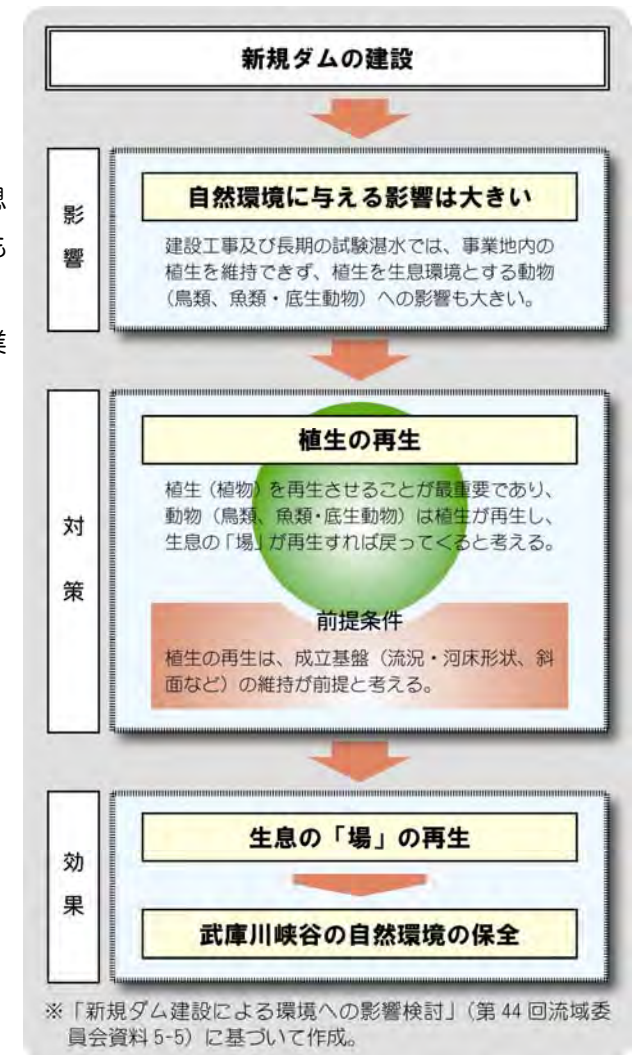 新規ダムの建設
影響
自然環境に与える影響は大きい
建設工事及び長期の試験湛水では、事業地内の
植生を維持できず、植生を生息環境とする動物
（鳥類、魚類・底生動物）への影響も大きい。
対策
植生の再生
植生（植物）を再生させることが最重要であり、
動物（鳥類、魚類・底生動物）は植生が再生し、
生息の「場」が再生すれば戻ってくると考える。
前提条件
植生の再生は、成立基盤（流況・河床形状、斜
面など）の維持が前提と考える。
効果
生息の「場」の再生
武庫川峡谷の自然環境の保全
※「新規ダム建設による環境への影響検討」（第 44 回流域委
員会資料 5-5）に基づいて作成。